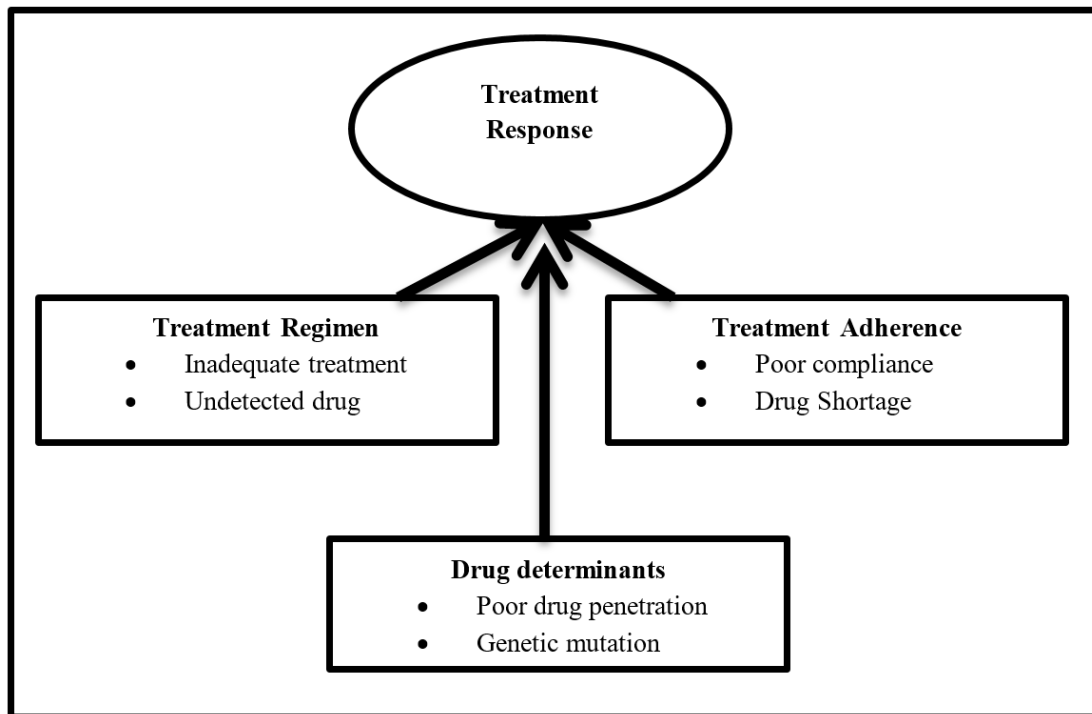 Treatment
Response
Treatment Regimen
• Inadequate treatment
• Undetected drug
Treatment Adherence
• Poor compliance
• Drug Shortage
Drug determinants
• Poor drug penetration
• Genetic mutation